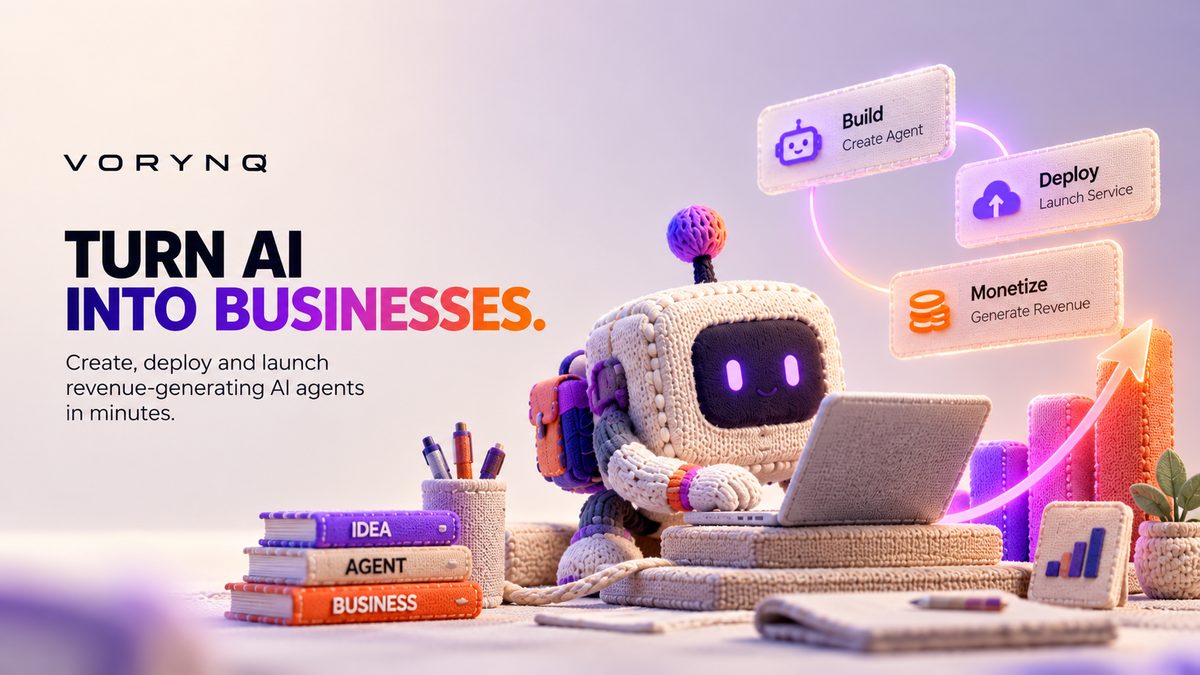 VORYNQ
TURN AI
INTO BUSINESSES.
Create, deploy and launch
revenue-generating AI agents
in minutes.
Build
Create Agent
Deploy
Launch Service
Monetize
Generate Revenue
IDEA
AGENT
BUSINESS